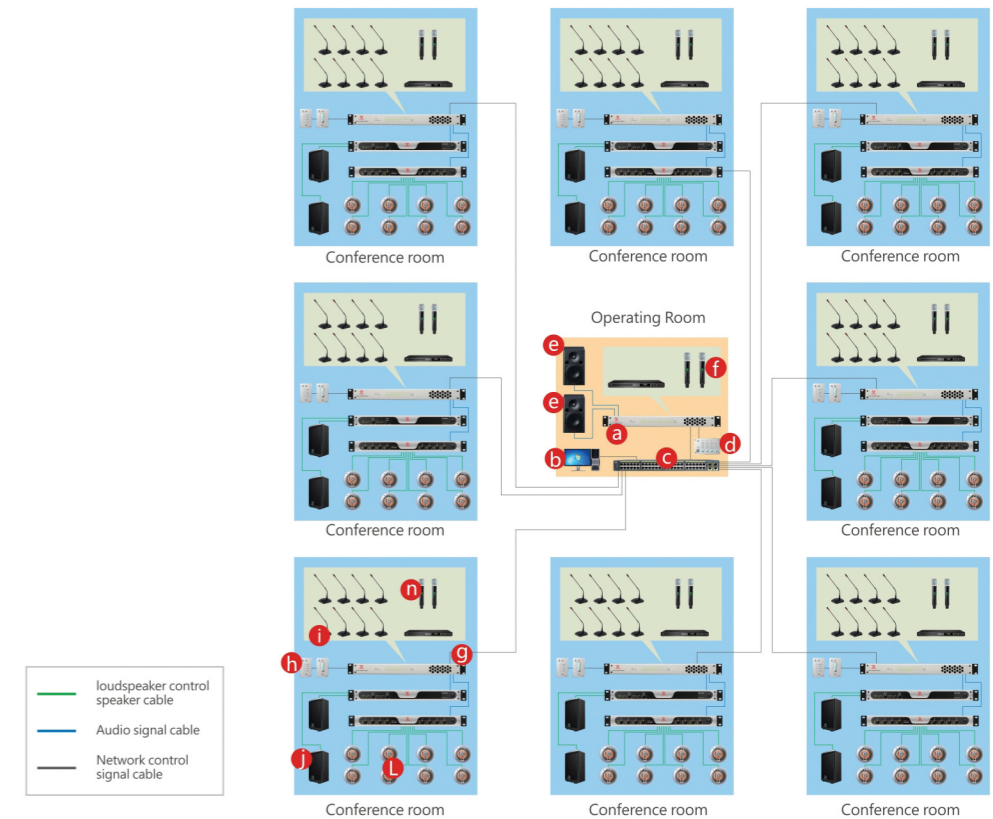 Conference room
Conference room
Conference room
Operating Room
e
f
e
a
d
b
c
Conference room
Conference room
n
i
g
h
j
L
loudspeaker control
speaker cable
Audio signal cable
Network control
signal cable
Conference room
Conference room
Conference room